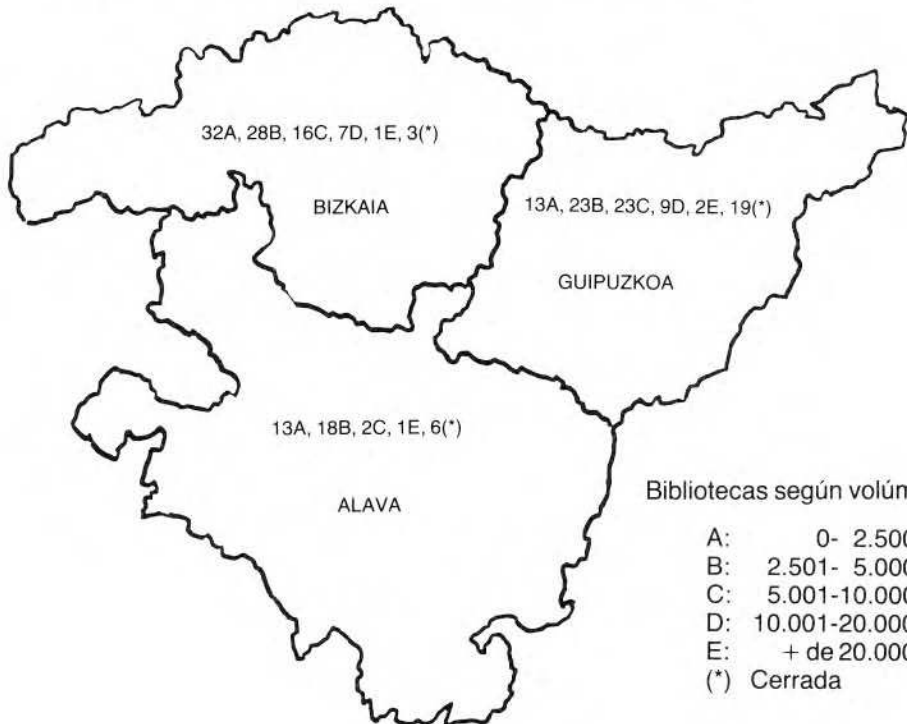 32A, 28B, 16C, 7D, 1E, 3(*)
BIZKAIA
13A, 23B, 23C, 9D, 2E, 19(*)
GUIPUZKOA
13A, 18B, 2C, 1E, 6(*)
ALAVA
Bibliotecas según
A: 0- 2.500
B: 2.501- 5.000
C: 5.001-10.000
D: 10.001-20.000
E: + de 20.000
(*) Cerrada